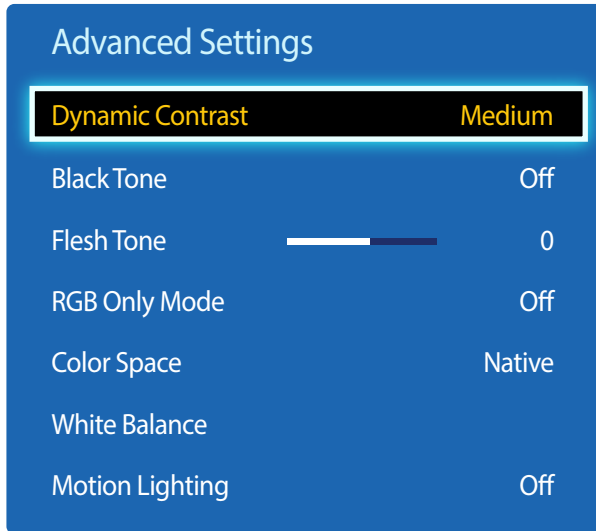 Advanced Settings
Dynamic Contrast Medium
Black Tone Off
Flesh Tone 0
RGB Only Mode Off
Color Space Native
White Balance
Motion Lighting Off